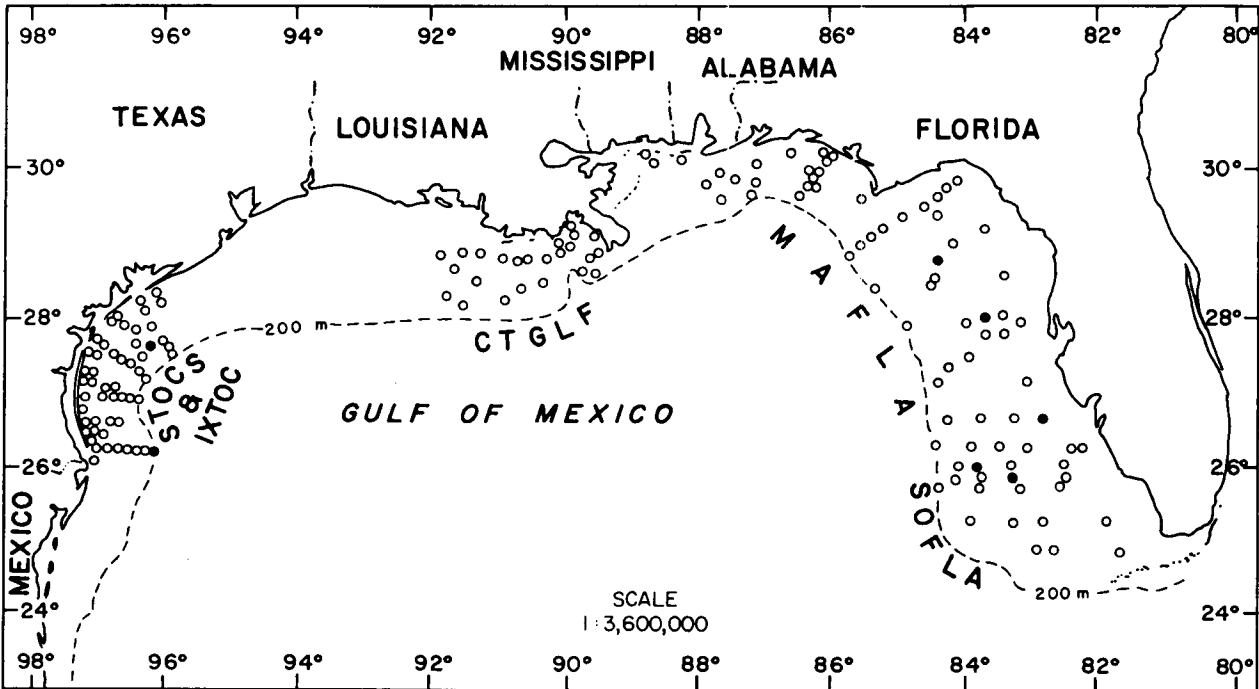 98° 96° 94° 92° 90° 88° 86° 84° 82° 80°
MISSISSIPPI
ALABAMA
TEXAS
LOUISIANA
FLORIDA
30° 30°
MAFLA
28° 28°
200 m
CTGLF
STOCS
&
IXTOC
GULF OF MEXICO
26° 26°
SOFLA
MEXICO
200 m
SCALE
1:3,600,000
24° 24°
98° 96° 94° 92° 90° 88° 86° 84° 82° 80°